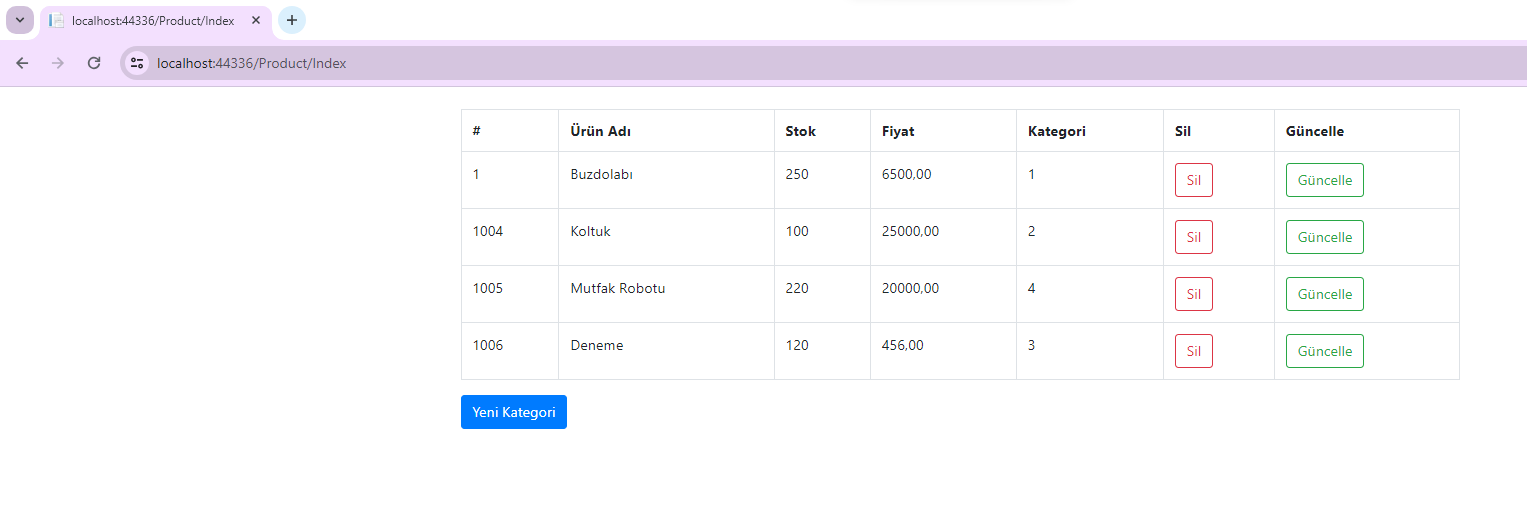 localhost:44336/Product/Index
localhost:44336/Product/Index
# Ürün Adı Stok Fiyat Kategori Sil Güncelle
1 Buzdolabı 250 6500,00 1 Sil Güncelle
1004 Koltuk 100 25000,00 2 Sil Güncelle
1005 Mutfak Robotu 220 20000,00 4 Sil Güncelle
1006 Deneme 120 456,00 3 Sil Güncelle
Yeni Kategori